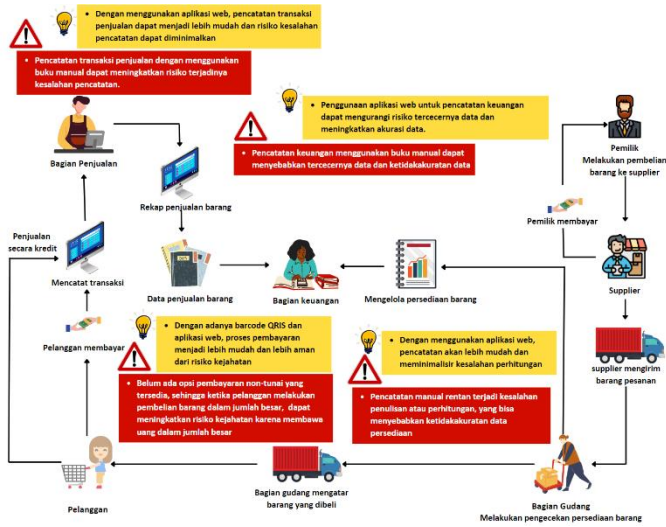 • Dengan menggunakan aplikasi web, pencatatan transaksi
penjualan dapat menjadi lebih mudah dan risiko kesalahan
pencatatan dapat diminimalkan
• Pencatatan transaksi penjualan dengan menggunakan
buku manual dapat meningkatkan risiko terjadinya
kesalahan pencatatan.
• Penggunaan aplikasi web untuk pencatatan keuangan
dapat mengurangi risiko tercecernya data dan
meningkatkan akurasi data.
• Pencatatan keuangan menggunakan buku manual dapat
menyebabkan tercecernya data dan ketidakakuratan data
Bagian Penjualan
Rekap penjualan barang
Pemilik
Melakukan pembelian
barang ke supplier
Pemilik membayar
Penjualan
secara kredit
Mencatat transaksi
Data penjualan barang
Bagian keuangan
Mengelola persediaan barang
Supplier
Pelanggan membayar
• Dengan adanya barcode QRIS dan
aplikasi web, proses pembayaran
menjadi lebih mudah dan lebih aman
dari risiko kejahatan
• Belum ada opsi pembayaran non-tunai yang
tersedia, sehingga ketika pelanggan melakukan
pembelian barang dalam jumlah besar, dapat
meningkatkan risiko kejahatan karena membawa
uang dalam jumlah besar
• Dengan menggunakan aplikasi web,
pencatatan akan lebih mudah dan
meminimalisir kesalahan perhitungan
• Pencatatan manual rentan terjadi kesalahan
penulisan atau perhitungan, yang bisa
menyebabkan ketidakakuratan data
persediaan
supplier mengirim
barang pesanan
Pelanggan
Bagian gudang mengatar
barang yang dibeli
Bagian Gudang
Melakukan pengecekan persediaan barang